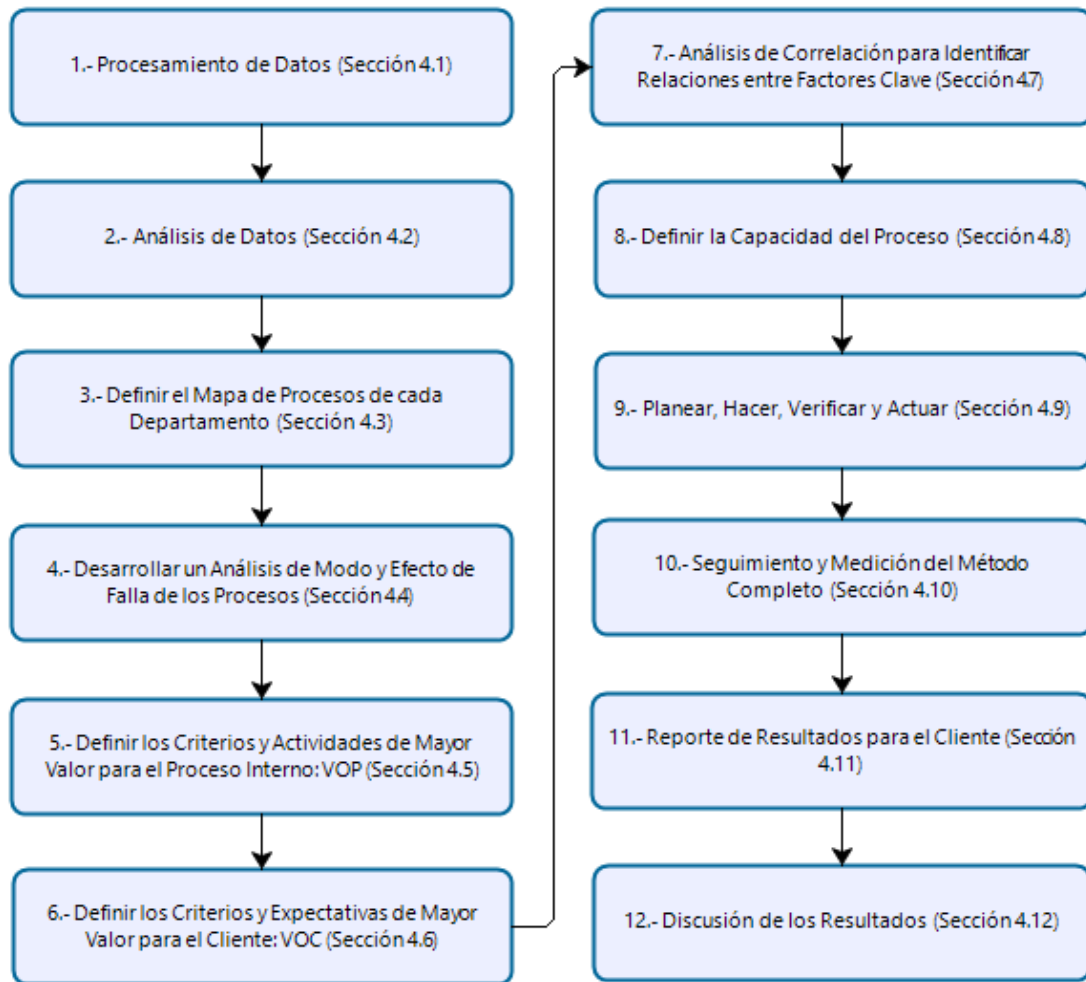 1.- Procesamiento de Datos (Sección 4.1)
2.- Análisis de Datos (Sección 4.2)
3.- Definir el Mapa de Procesos de cada
Departamento (Sección 4.3)
4.- Desarrollar un Análisis de Modo y Efecto de
Falla de los Procesos (Sección 4.4)
5.- Definir los Criterios y Actividades de Mayor
Valor para el Proceso Interno: VOP (Sección 4.5)
6.- Definir los Criterios y Expectativas de Mayor
Valor para el Cliente: VOC (Sección 4.6)
7.- Análisis de Correlación para Identificar
Relaciones entre Factores Clave (Sección 4.7)
8.- Definir la Capacidad del Proceso (Sección 4.8)
9.- Planear, Hacer, Verificar y Actuar (Sección 4.9)
10.- Seguimiento y Medición del Método
Completo (Sección 4.10)
11.- Reporte de Resultados para el Cliente (Sección
4.11)
12.- Discusión de los Resultados (Sección 4.12)